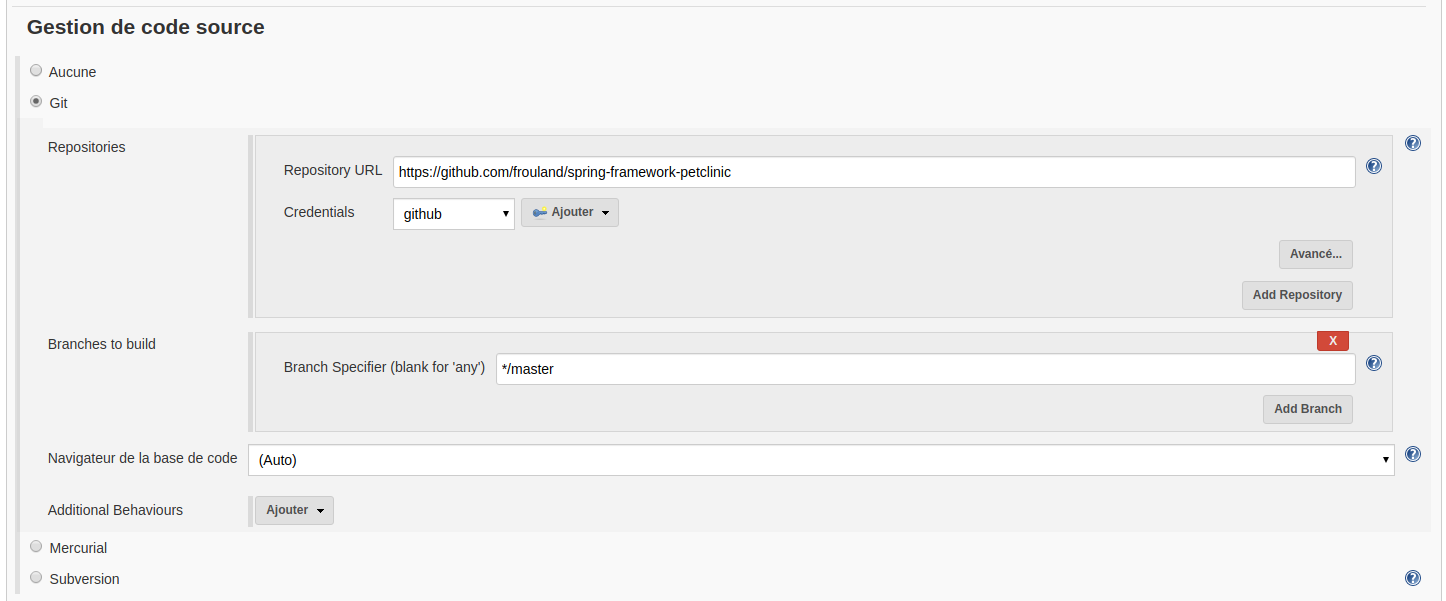 Gestion de code source
Aucune
Git
Repositories
Repository URL
https://github.com/frouland/spring-framework-petclinic
Credentials
github
Ajouter
Avancé...
Add Repository
Branches to build
X
Branch Specifier (blank for 'any')
*/master
Add Branch
Navigateur de la base de code
(Auto)
Additional Behaviours
Ajouter
Mercurial
Subversion